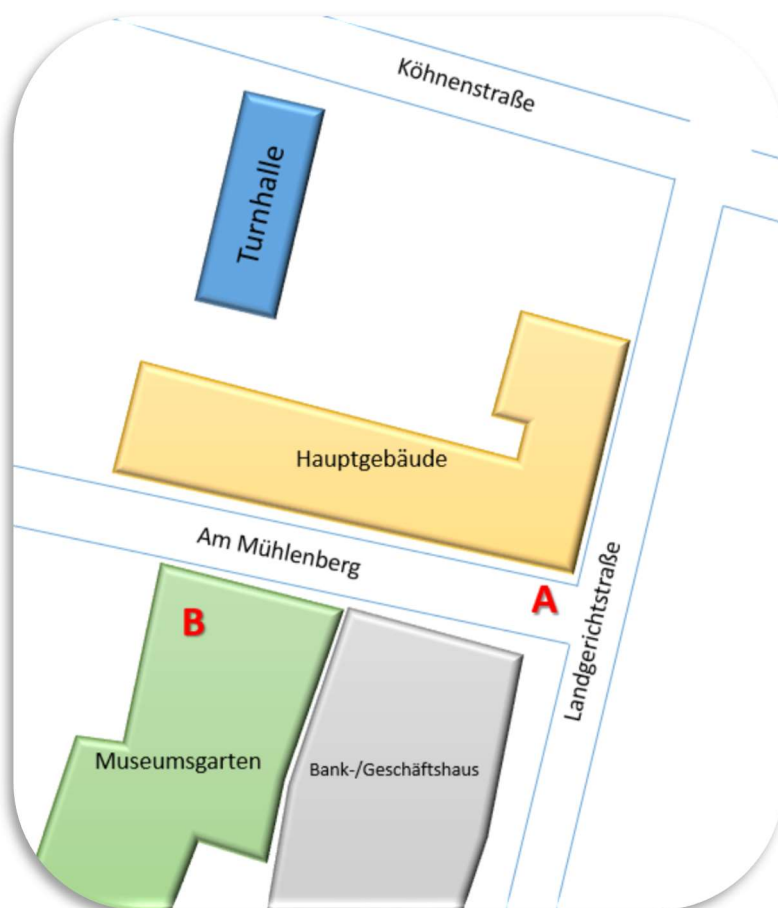 Köhnenstraße
Turnhalle
Hauptgebäude
Am Mühlenberg
A
Landgerichtstraße
B
Museumsgarten
Bank-/Geschäftshaus